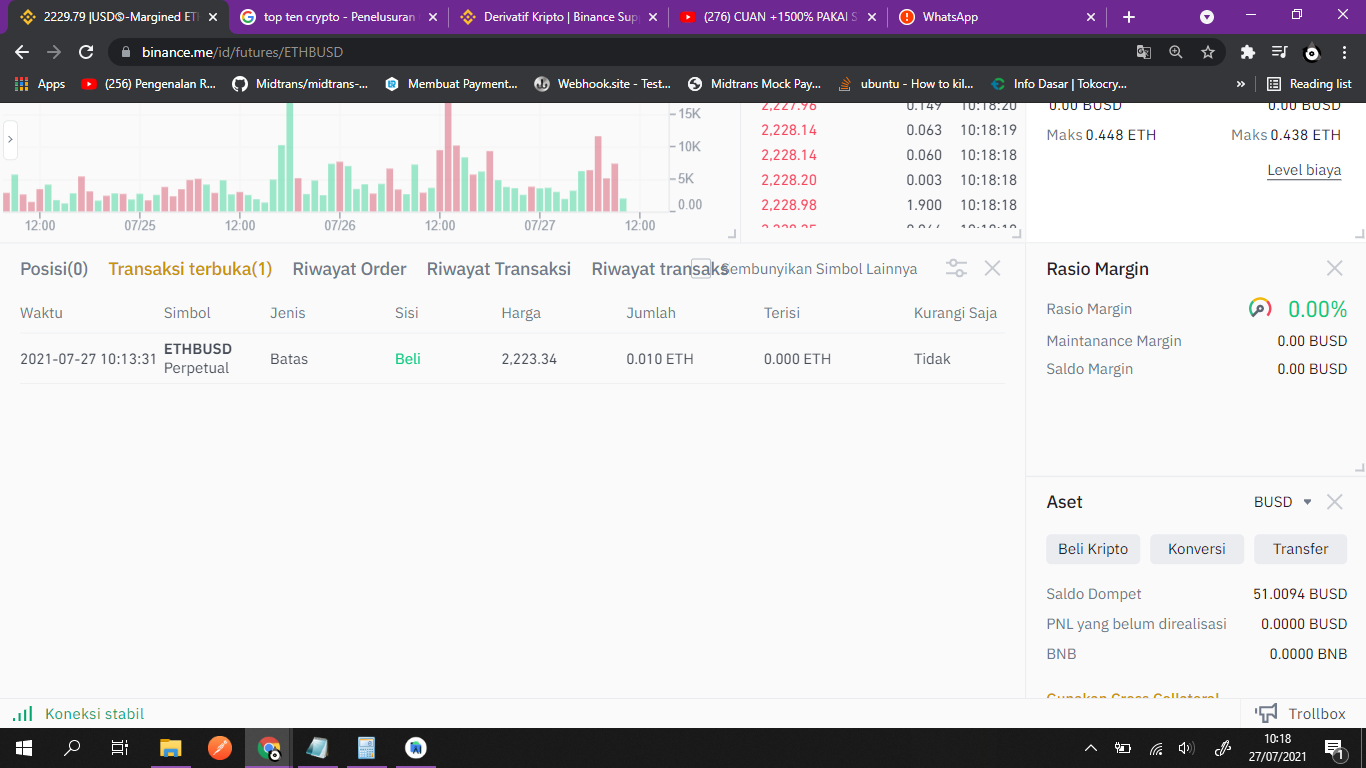 2229.79 |USDⓈ-Margined ETH
top ten crypto - Penelusuran
Derivatif Kripto | Binance Sup
(276) CUAN +1500% PAKAI S
WhatsApp
binance.me/id/futures/ETHBUSD
Apps
(256) Pengenalan R...
Midtrans/midtrans-...
Membuat Payment...
Webhook.site - Test...
Midtrans Mock Pay...
ubuntu - How to kil...
Info Dasar | Tokocry...
»
Reading list
15K
10K
5K
0.00
12:00 07/25 12:00 07/26 12:00 07/27 12:00
2,227.96 0.149 10:18:20
2,228.14 0.063 10:18:19
2,228.14 0.060 10:18:18
2,228.20 0.003 10:18:18
2,228.98 1.900 10:18:18
0.00 BUSD 0.00 BUSD
Maks 0.448 ETH Maks 0.438 ETH
Level biaya
Posisi(0) Transaksi terbuka(1) Riwayat Order Riwayat Transaksi Riwayat transaks Sembunyikan Simbol Lainnya
Waktu Simbol Jenis Sisi Harga Jumlah Terisi Kurangi Saja
2021-07-27 10:13:31 ETHBUSD Batas Beli 2,223.34 0.010 ETH 0.000 ETH Tidak
Perpetual
Rasio Margin
Rasio Margin 0.00%
Maintanance Margin 0.00 BUSD
Saldo Margin 0.00 BUSD
Aset BUSD
Beli Kripto Konversi Transfer
Saldo Dompet 51.0094 BUSD
PNL yang belum direalisasi 0.0000 BUSD
BNB 0.0000 BNB
Gunakan Cross Collateral
Koneksi stabil
Trollbox
10:18
27/07/2021
1